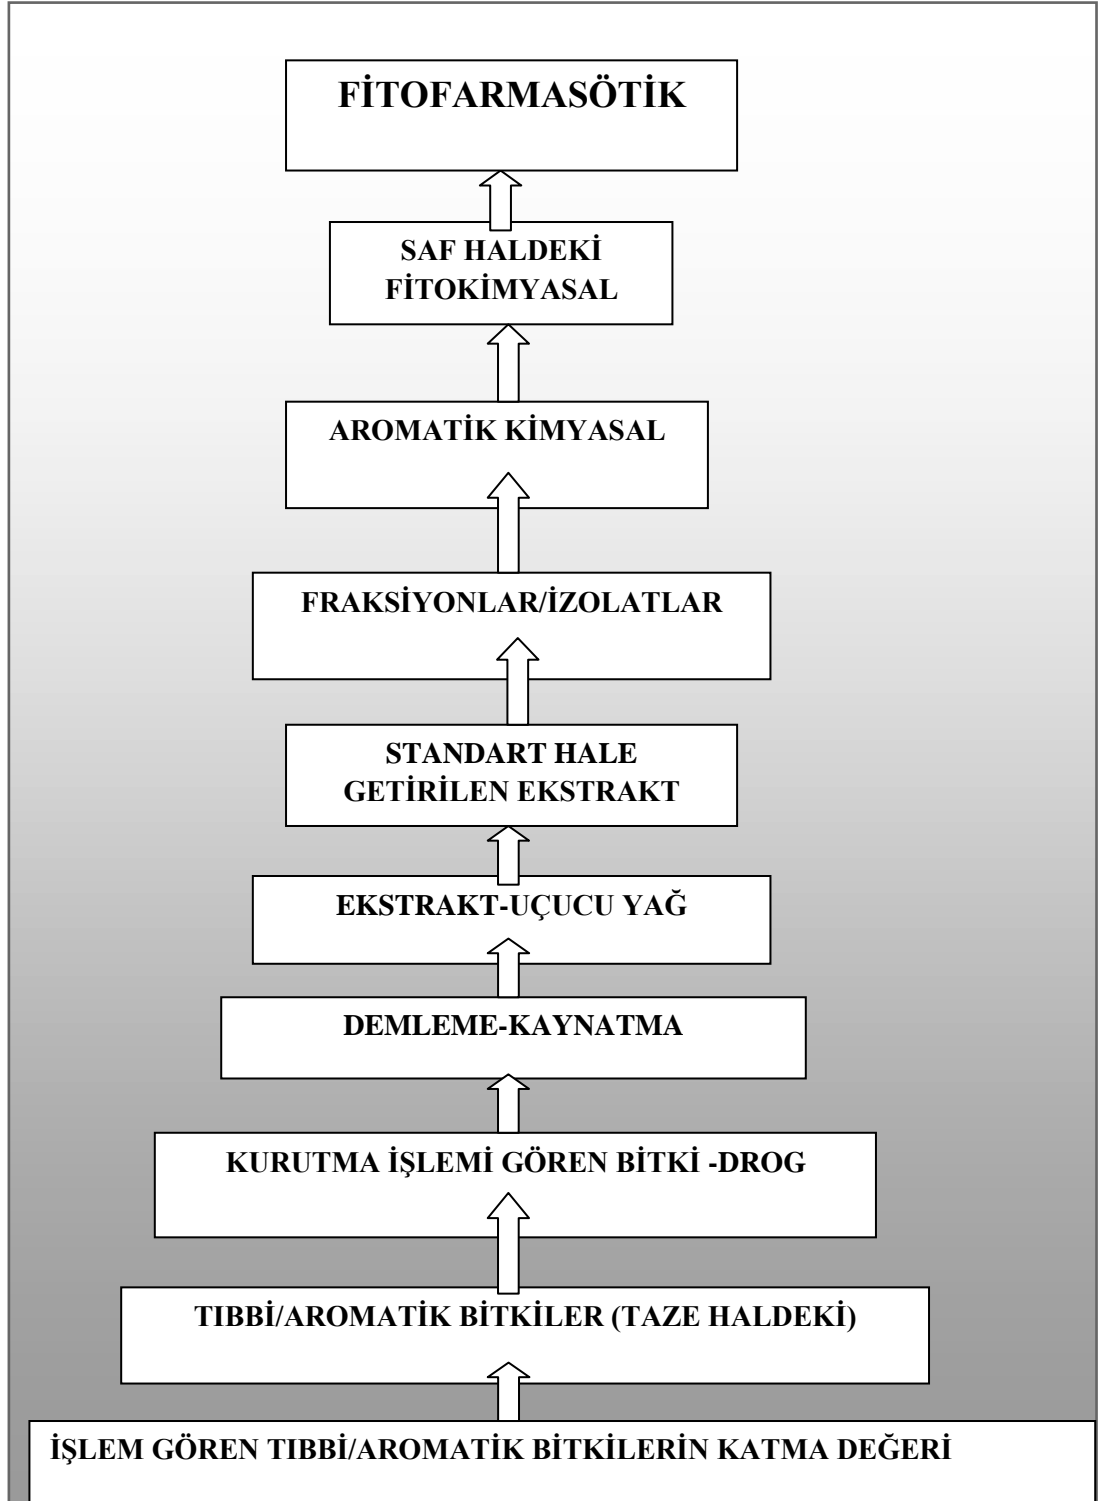 FİTOFARMASÖTİK
SAF HALDEKİ
FİTOKİMYASAL
AROMATİK KİMYASAL
FRAKSİYONLAR/İZOLATLAR
STANDART HALE
GETİRİLEN EKSTRAKT
EKSTRAKT-UÇUCU YAĞ
DEMLEME-KAYNATMA
KURUTMA İŞLEMİ GÖREN BİTKİ -DROG
TIBBİ/AROMATİK BİTKİLER (TAZE HALDEKİ)
İŞLEM GÖREN TIBBİ/AROMATİK BİTKİLERİN KATMA DEĞERİ